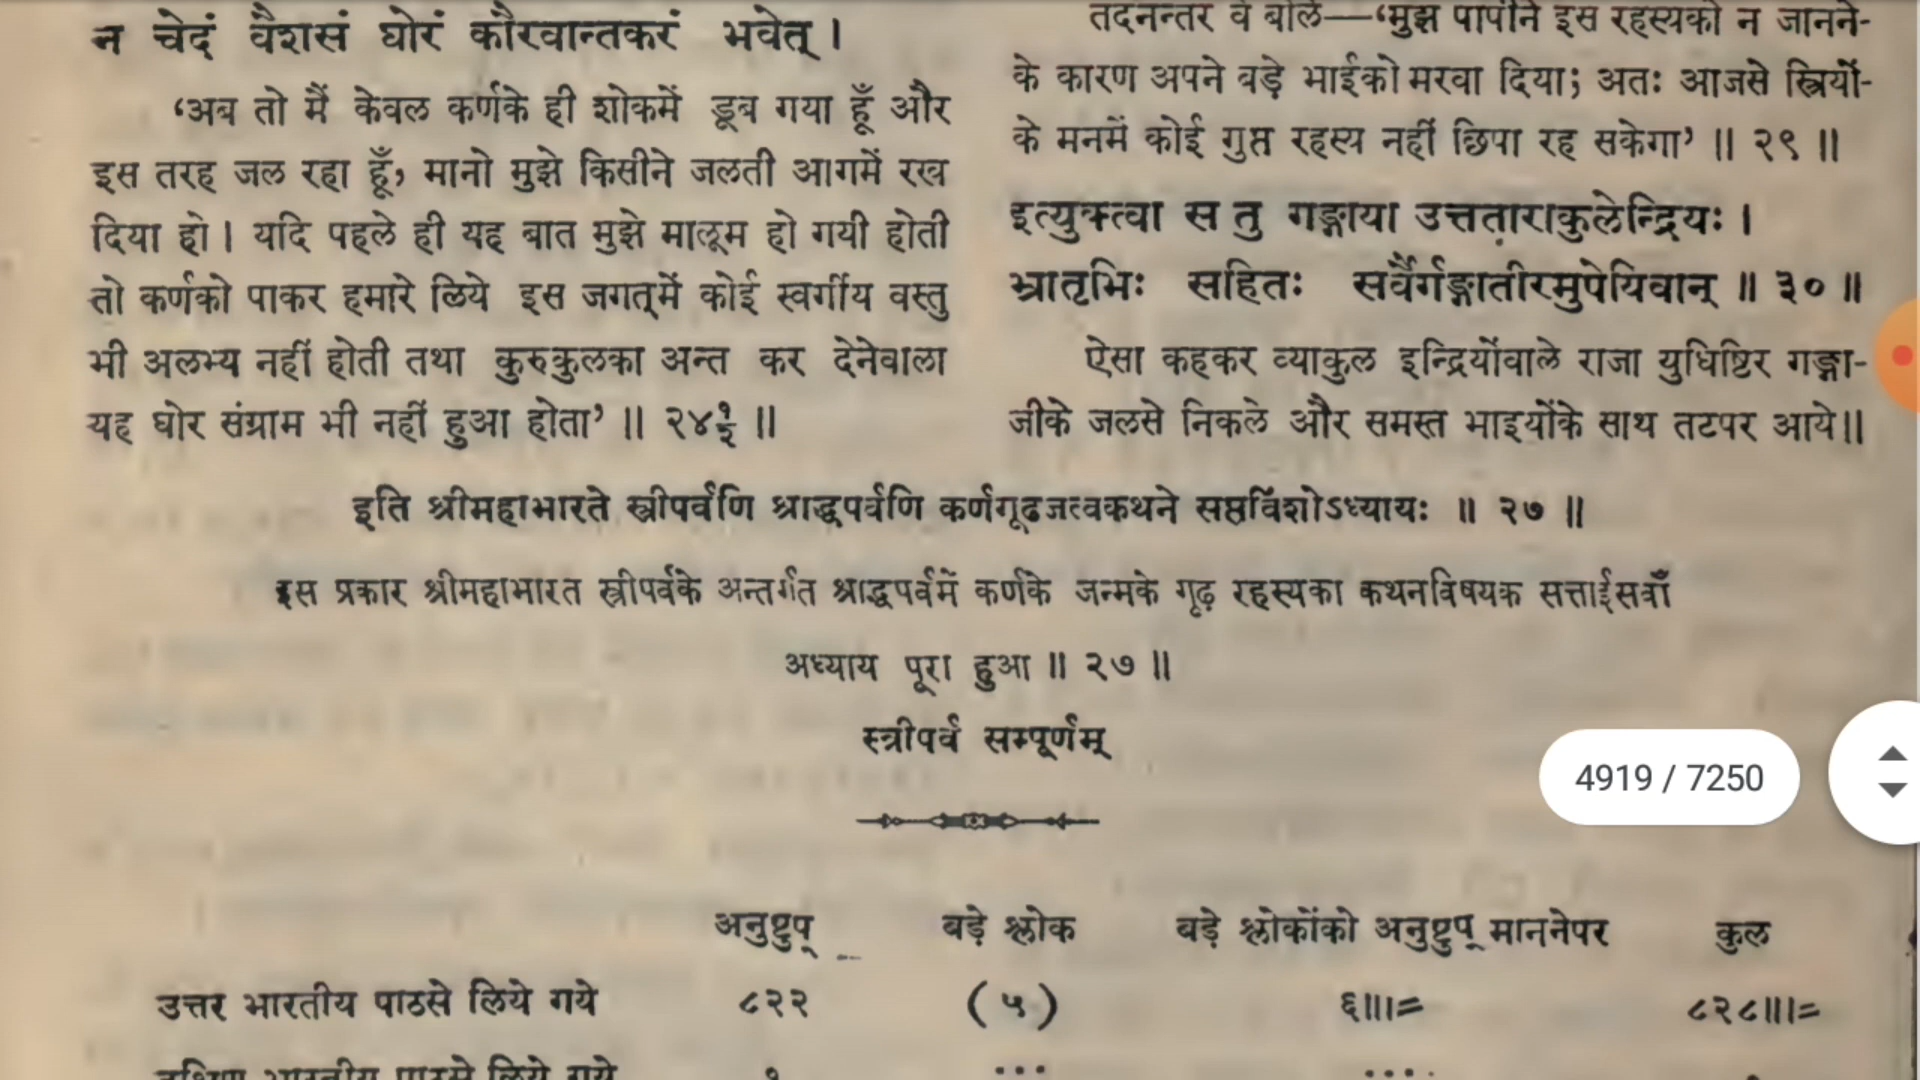 न चेदं वैशसं घोरं कौरवान्तकरं भवेत् ।
‘अब तो मैं केवल कर्णके ही शोकमें डूब गया हूँ और
इस तरह जल रहा हूँ, मानो मुझे किसीने जलती आगमें रख
दिया हो । यदि पहले ही यह बात मुझे मालूम हो गयी होती
तो कर्णको पाकर हमारे लिये इस जगत्‌में कोई स्वर्गीय वस्तु
भी अलभ्य नहीं होती तथा कुरुकुलका अन्त कर देनेवाला
यह घोर संग्राम भी नहीं हुआ होता’ ॥ २४½ ॥
तदनन्तर वे बोले—‘मुझ पापीने इस रहस्यको न जानने-
के कारण अपने बड़े भाईको मरवा दिया; अतः आजसे स्त्रियों-
के मनमें कोई गुप्त रहस्य नहीं छिपा रह सकेगा’ ॥ २९ ॥
इत्युक्त्वा स तु गङ्गाया उत्तताराकुलेन्द्रियः ।
भ्रातृभिः सहितः सर्वैर्गङ्गातीरमुपेयिवान् ॥ ३० ॥
ऐसा कहकर व्याकुल इन्द्रियोंवाले राजा युधिष्ठिर गङ्गा-
जीके जलसे निकले और समस्त भाइयोंके साथ तटपर आये॥
इति श्रीमहाभारते स्त्रीपर्वणि श्राद्धपर्वणि कर्णगूढजत्वकथने सप्तविंशोऽध्यायः ॥ २७ ॥
इस प्रकार श्रीमहाभारत स्त्रीपर्वके अन्तर्गत श्राद्धपर्वमें कर्णके जन्मके गूढ़ रहस्यका कथनविषयक सत्ताईसवाँ
अध्याय पूरा हुआ ॥ २७ ॥
स्त्रीपर्व सम्पूर्णम्
4919 / 7250
अनुष्टुप् बड़े श्लोक बड़े श्लोकोंको अनुष्टुप् माननेपर कुल
उत्तर भारतीय पाठसे लिये गये ८२२ (५) ६॥।= ८२८॥।=